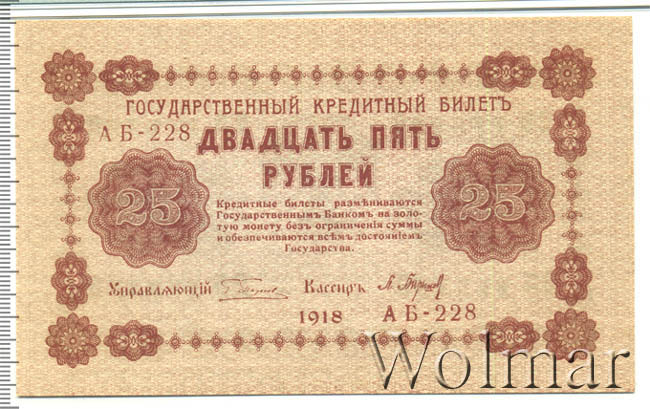 ГОСУДАРСТВЕННЫЙ КРЕДИТНЫЙ БИЛЕТЪ
АБ-228
ДВАДЦАТЬ ПЯТЬ
РУБЛЕЙ
25
25
Кредитные билеты размѣниваются
Государственнымъ Банкомъ на золо-
тую монету безъ ограниченія суммы
и обезпечиваются всѣмъ достояніемъ
Государства.
Управляющій
Кассиръ
1918 АБ-228
Wolmar